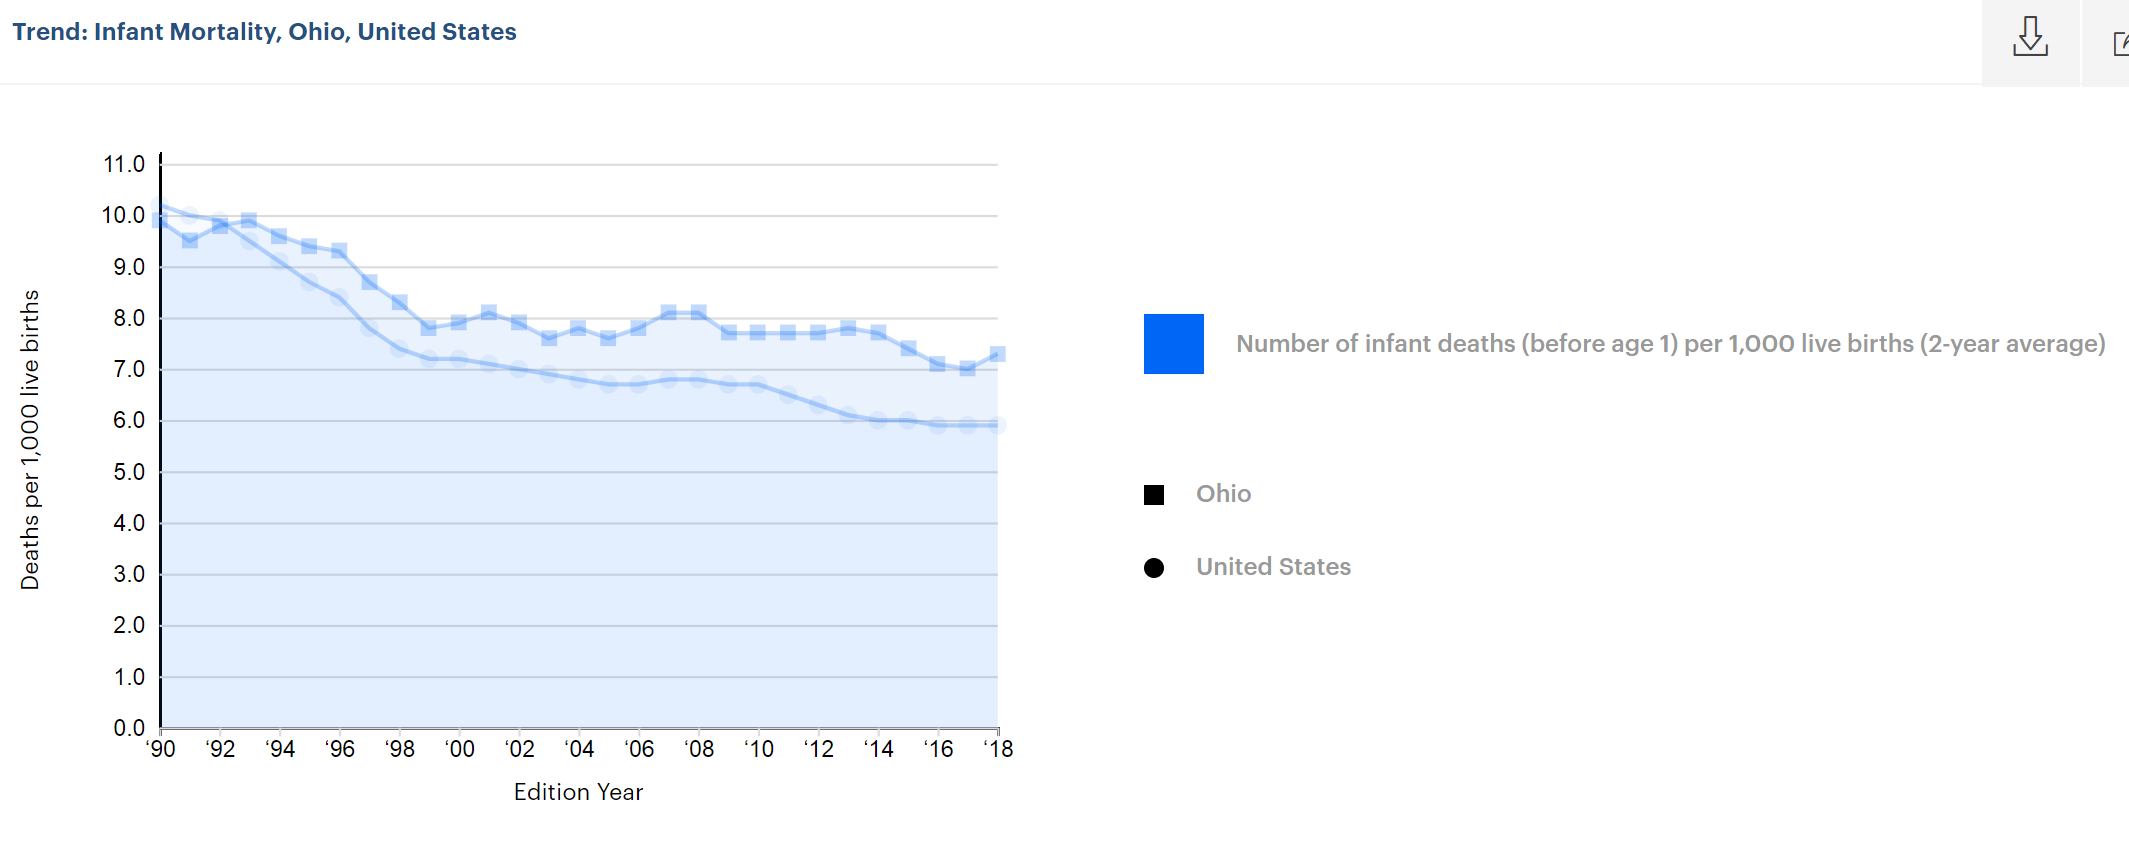 Trend: Infant Mortality, Ohio, United States
11.0
10.0
9.0
8.0
7.0
6.0
5.0
4.0
3.0
2.0
1.0
0.0
Deaths per 1,000 live births
‘90 ‘92 ‘94 ‘96 ‘98 ‘00 ‘02 ‘04 ‘06 ‘08 ‘10 ‘12 ‘14 ‘16 ‘18
Edition Year
Number of infant deaths (before age 1) per 1,000 live births (2-year average)
Ohio
United States